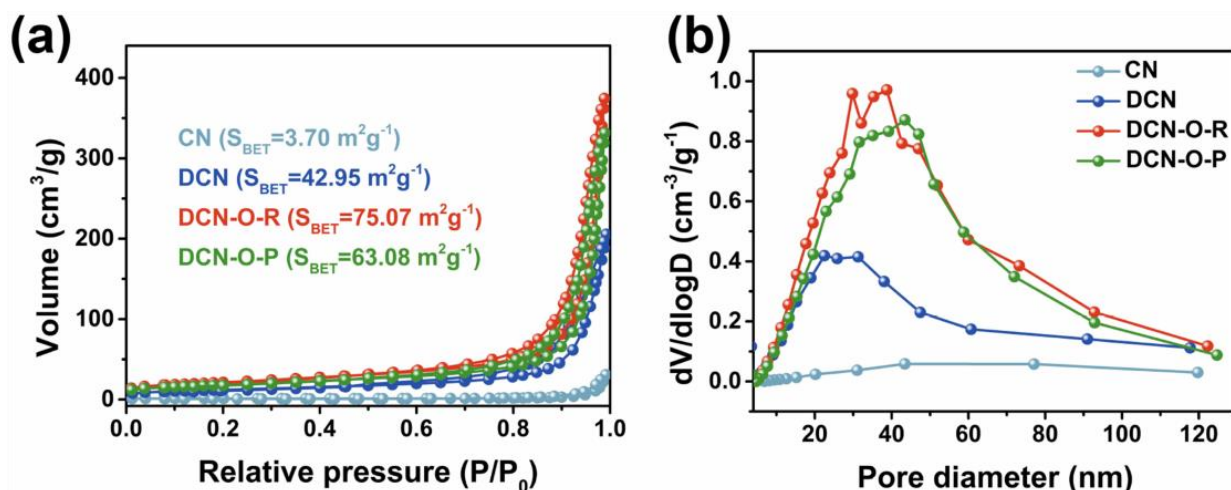 (a)
400
300
200
100
0
Volume (cm³/g)
CN (S_BET=3.70 m²g⁻¹)
DCN (S_BET=42.95 m²g⁻¹)
DCN-O-R (S_BET=75.07 m²g⁻¹)
DCN-O-P (S_BET=63.08 m²g⁻¹)
0.0 0.2 0.4 0.6 0.8 1.0
Relative pressure (P/P₀)
(b)
1.0
0.8
0.6
0.4
0.2
0.0
dV/dlogD (cm⁻³/g⁻¹)
CN
DCN
DCN-O-R
DCN-O-P
20 40 60 80 100 120
Pore diameter (nm)